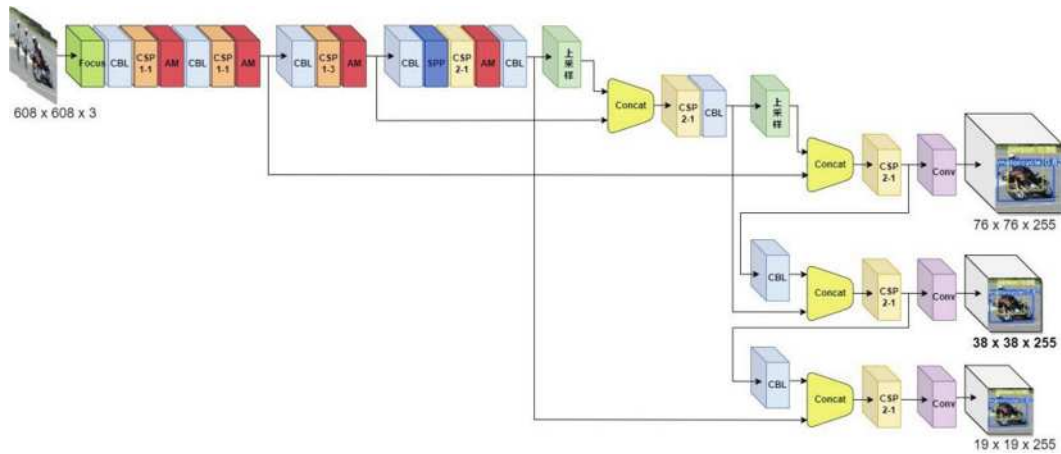 Focus
CBL
CSP
1-1
AM
CBL
CSP
1-1
AM
CBL
CSP
1-3
AM
CBL
SPP
CSP
2-1
AM
CBL
上采样
608 x 608 x 3
Concat
CSP
2-1
CBL
上采样
Concat
CSP
2-1
Conv
76 x 76 x 255
CBL
Concat
CSP
2-1
Conv
38 x 38 x 255
CBL
Concat
CSP
2-1
Conv
19 x 19 x 255